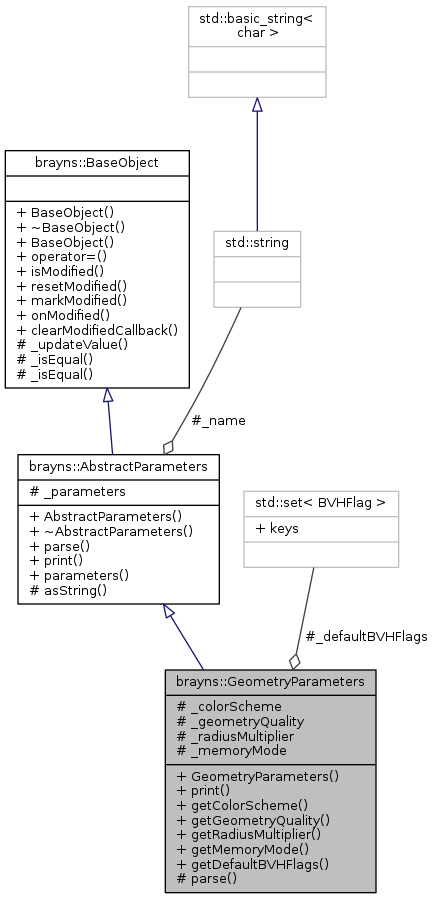 std::basic_string<
char >
brayns::BaseObject
+ BaseObject()
+ ~BaseObject()
+ BaseObject()
+ operator=()
+ isModified()
+ resetModified()
+ markModified()
+ onModified()
+ clearModifiedCallback()
# _updateValue()
# _isEqual()
# _isEqual()
std::string
#_name
brayns::AbstractParameters
# _parameters
+ AbstractParameters()
+ ~AbstractParameters()
+ parse()
+ print()
+ parameters()
# asString()
std::set< BVHFlag >
+ keys
#_defaultBVHFlags
brayns::GeometryParameters
# _colorScheme
# _geometryQuality
# _radiusMultiplier
# _memoryMode
+ GeometryParameters()
+ print()
+ getColorScheme()
+ getGeometryQuality()
+ getRadiusMultiplier()
+ getMemoryMode()
+ getDefaultBVHFlags()
# parse()